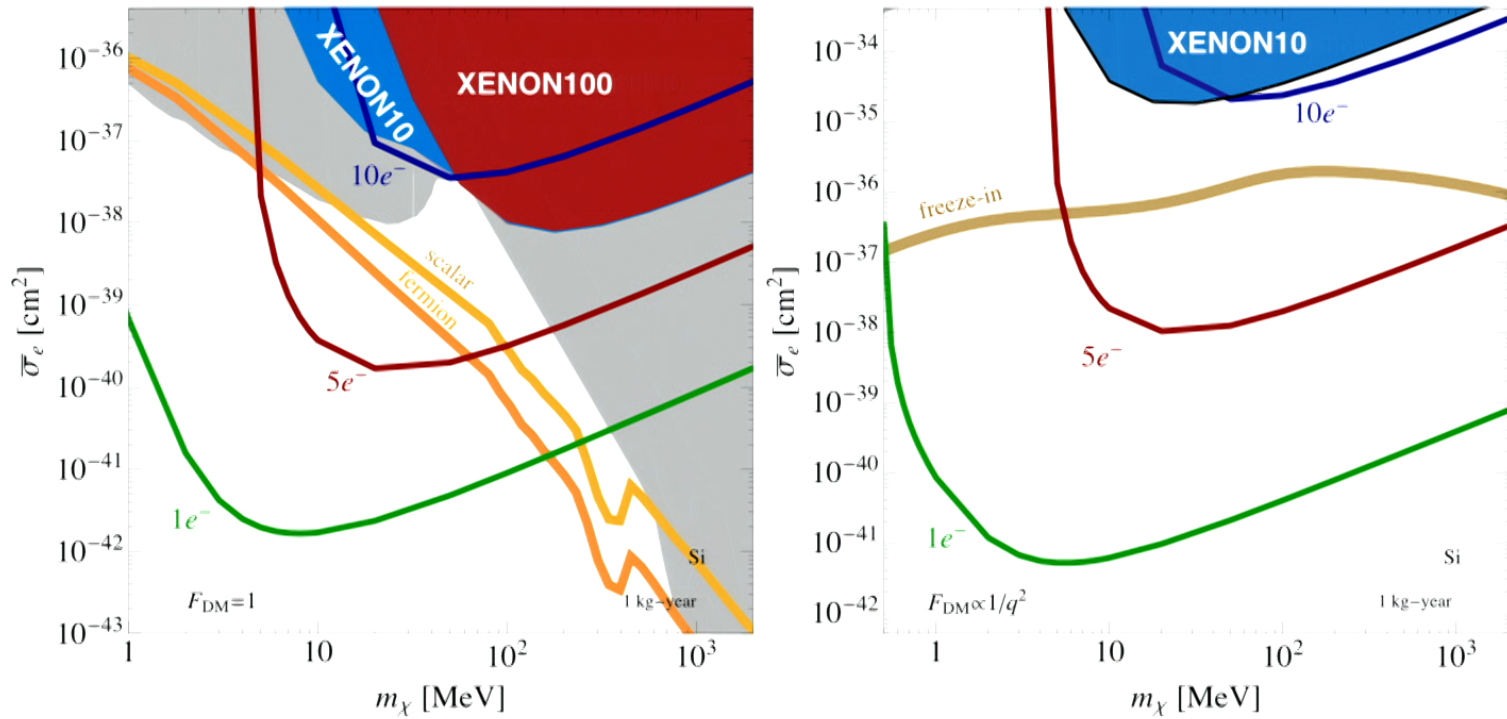 10^{-36}
10^{-37}
10^{-38}
10^{-39}
10^{-40}
10^{-41}
10^{-42}
10^{-43}
σ̄_e [cm²]
XENON10
XENON100
10e⁻
scalar
fermion
5e⁻
1e⁻
Si
F_DM=1
1 kg–year
1
10
10²
10³
m_χ [MeV]
10^{-34}
10^{-35}
10^{-36}
10^{-37}
10^{-38}
10^{-39}
10^{-40}
10^{-41}
10^{-42}
σ̄_e [cm²]
XENON10
10e⁻
freeze-in
5e⁻
1e⁻
Si
F_DM∝1/q²
1 kg–year
1
10
10²
10³
m_χ [MeV]